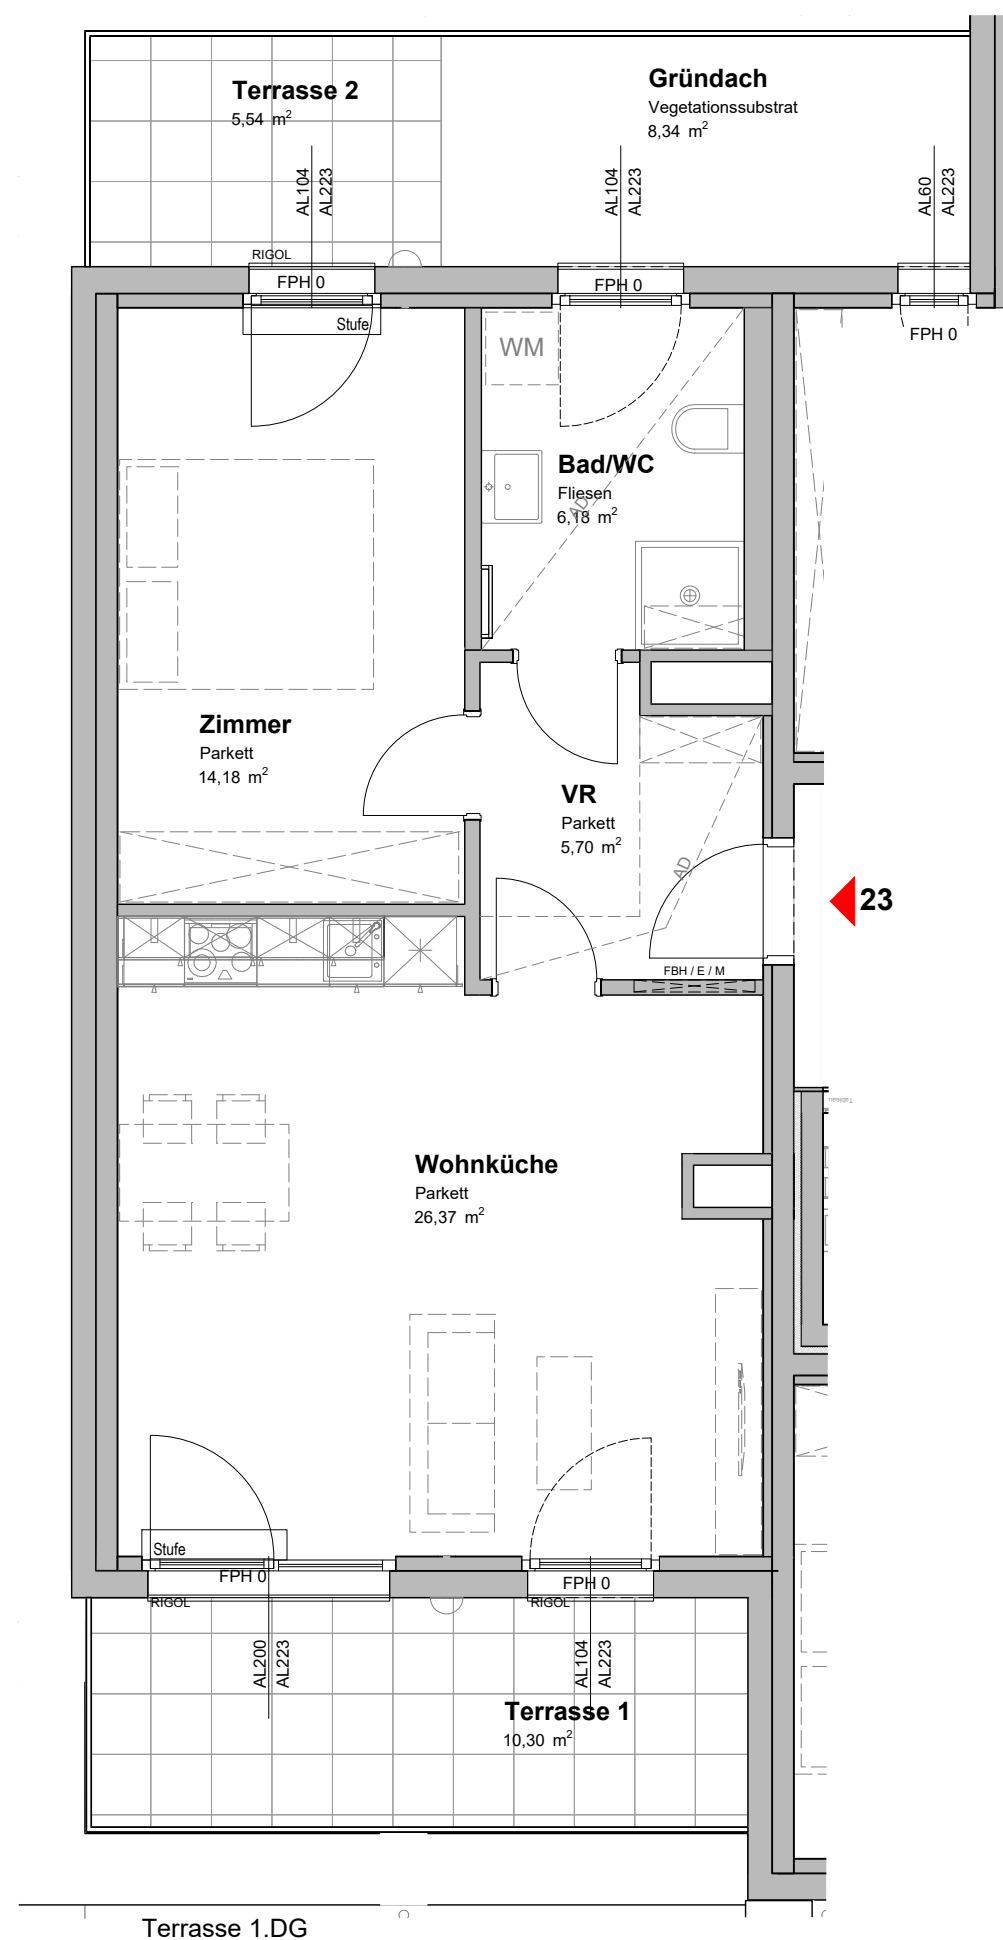 Terrasse 2
5,54 m²
Gründach
Vegetationssubstrat
8,34 m²
AL104
AL223
AL104
AL223
AL60
AL223
RIGOL
FPH 0
FPH 0
FPH 0
Stufe
WM
Bad/WC
Fliesen
6,18 m²
AD
Zimmer
Parkett
14,18 m²
VR
Parkett
5,70 m²
AD
23
FBH / E / M
Tableau
Wohnküche
Parkett
26,37 m²
Stufe
FPH 0
FPH 0
RIGOL
RIGOL
AL200
AL223
AL104
AL223
Terrasse 1
10,30 m²
Terrasse 1.DG